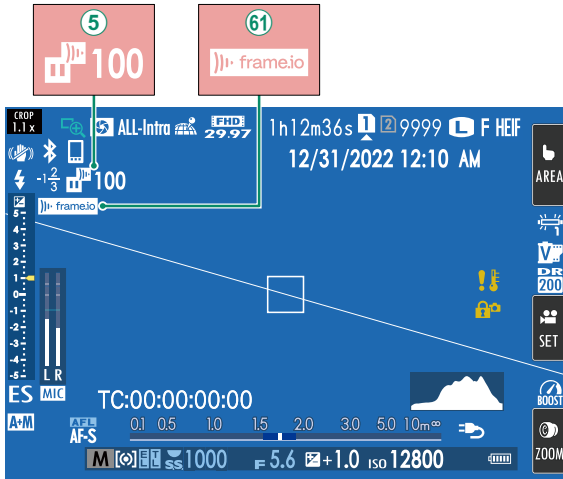 5
61
100
frame.io
CROP
1.1 x
ALL-Intra
FHD
29.97
1h12m36s 1 2 9999 L F HEIF
12/31/2022 12:10 AM
AREA
-1 2/3
100
frame.io
5
4
3
2
1
0
-1
-2
-3
-4
-5
1
V
DR
200
SET
L R
ES MIC
TC:00:00:00:00
BOOST
A+M
AFL
AF-S
0.1 0.5 1.0 1.5 2.0 3.0 5.0 10m∞
M SS 1000 F5.6 +1.0 ISO 12800
ZOOM